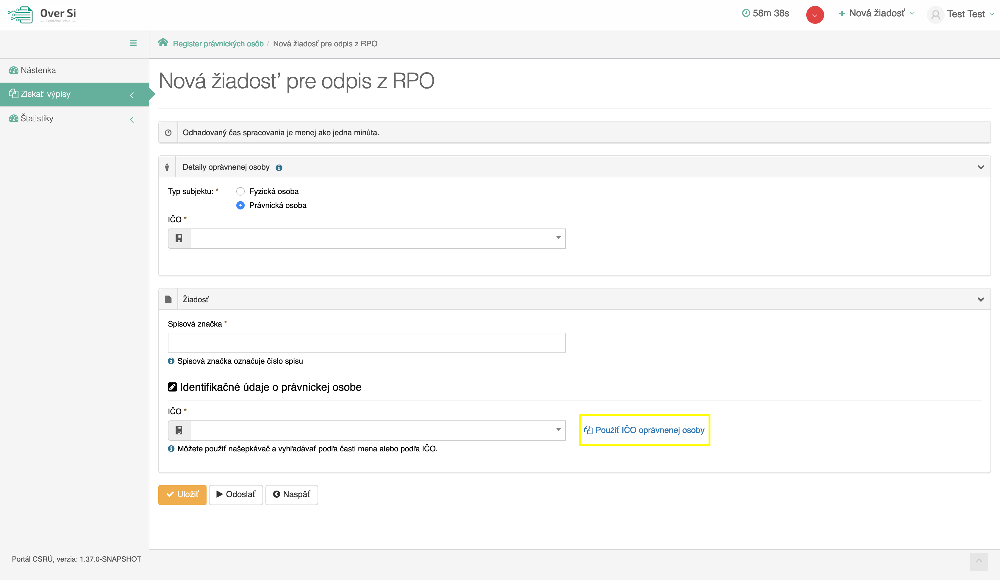 Over Si
– Centrálne údaje –
58m 38s
Nová žiadosť
Test Test
Register právnických osôb / Nová žiadosť pre odpis z RPO
Nástenka
Získať výpisy
Štatistiky
Nová žiadosť pre odpis z RPO
Odhadovaný čas spracovania je menej ako jedna minúta.
Detaily oprávnenej osoby
Typ subjektu: *
Fyzická osoba
Právnická osoba
IČO *
Žiadosť
Spisová značka *
Spisová značka označuje číslo spisu
Identifikačné údaje o právnickej osobe
IČO *
Použiť IČO oprávnenej osoby
Môžete použiť našepkávač a vyhľadávať podľa časti mena alebo podľa IČO.
Uložiť
Odoslať
Naspäť
Portál CSRÚ, verzia: 1.37.0-SNAPSHOT